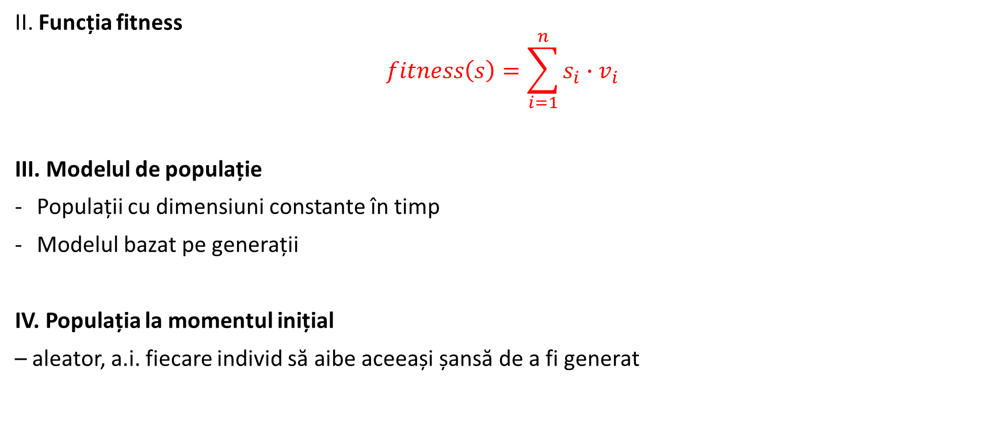 II. Funcția fitness
fitness(s) = \sum_{i=1}^{n} s_i · v_i
III. Modelul de populație
- Populații cu dimensiuni constante în timp
- Modelul bazat pe generații
IV. Populația la momentul inițial
– aleator, a.i. fiecare individ să aibe aceeași șansă de a fi generat